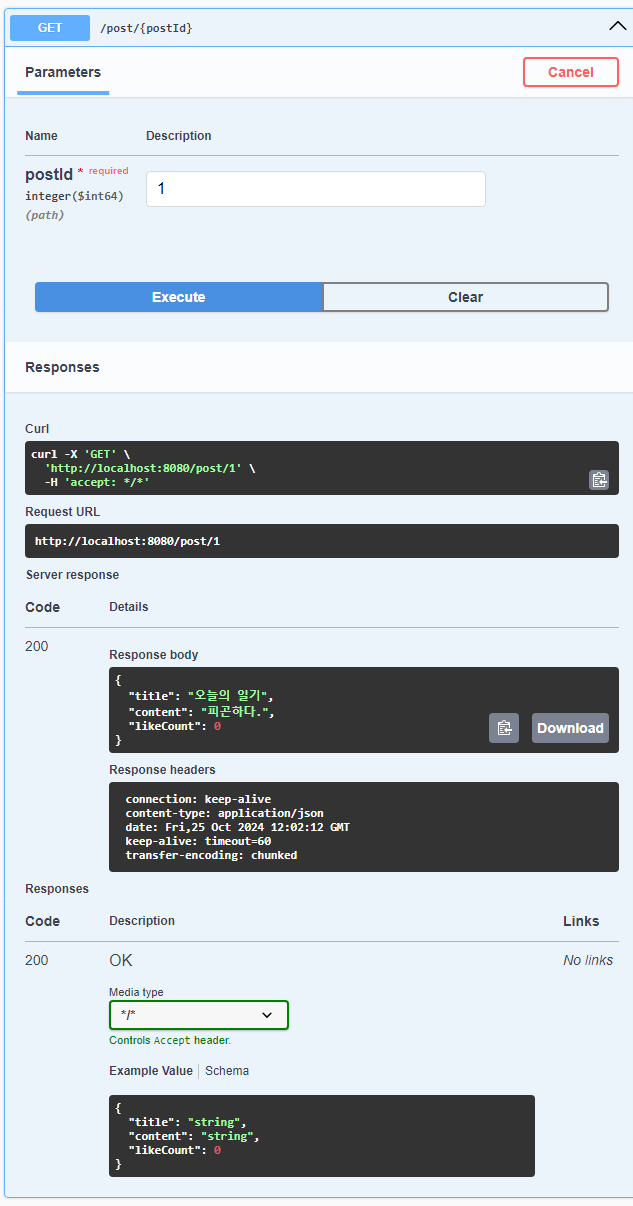 GET /post/{postId}
Parameters Cancel
Name Description
postId * required
integer($int64)
(path)
1
Execute Clear
Responses
Curl
curl -X 'GET' \
'http://localhost:8080/post/1' \
-H 'accept: */*'
Request URL
http://localhost:8080/post/1
Server response
Code Details
200
Response body
{
"title": "오늘의 일기",
"content": "피곤하다.",
"likeCount": 0
}
Download
Response headers
connection: keep-alive
content-type: application/json
date: Fri,25 Oct 2024 12:02:12 GMT
keep-alive: timeout=60
transfer-encoding: chunked
Responses
Code Description Links
200 OK No links
Media type
*/*
Controls Accept header.
Example Value Schema
{
"title": "string",
"content": "string",
"likeCount": 0
}